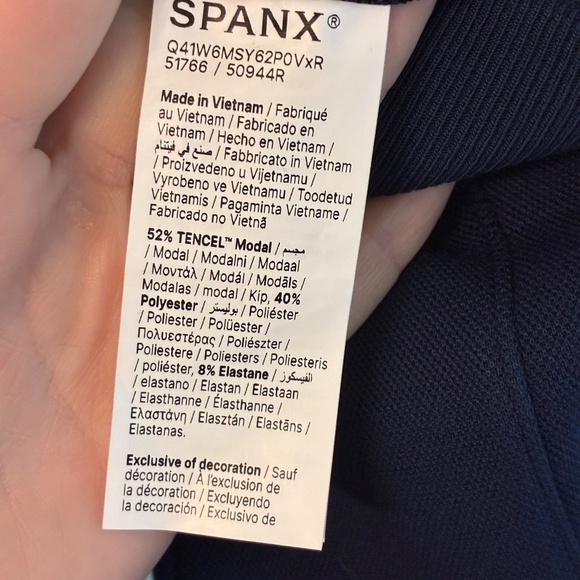 SPANX®
Q41W6MSY62P0VxR
51766 / 50944R
Made in Vietnam / Fabriqué
au Vietnam / Fabricado en
Vietnam / Hecho en Vietnam /
صنع في فيتنام / Fabbricato in Vietnam
/ Proizvedeno u Vijetnamu /
Vyrobeno ve Vietnamu / Toodetud
Vietnamis / Pagaminta Vietname /
Fabricado no Vietnã
52% TENCEL™ Modal / مجسم
/ Modal / Modalni / Modaal
/ Μοντάλ / Modál / Modāls /
Modalas / modal / Kip, 40%
Polyester / بوليستر / Poliéster
/ Poliester / Polüester /
Πολυεστέρας / Poliészter /
Poliestere / Poliesters / Poliesteris
/ poliéster, 8% Elastane / الفيسكوز
/ elastano / Elastan / Elastaan
/ Elasthanne / Élasthanne /
Ελαστάνη / Elasztán / Elastāns /
Elastanas.
Exclusive of decoration / Sauf
décoration / À l'exclusion de
la décoration / Excluyendo
la decoración / Exclusivo de